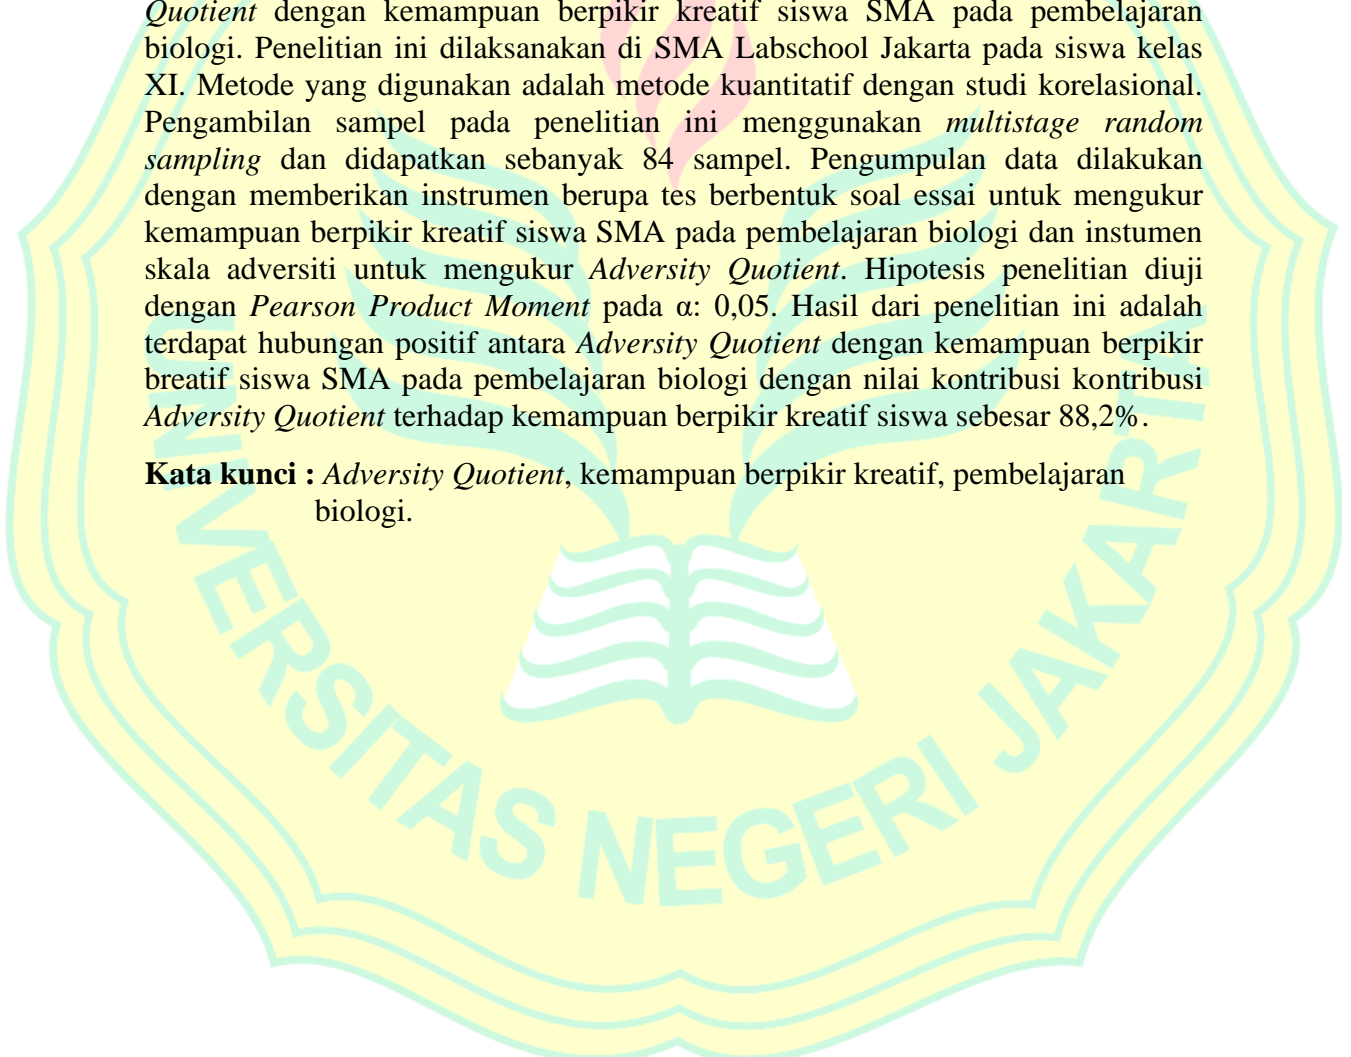 Quotient dengan kemampuan berpikir kreatif siswa SMA pada pembelajaran
biologi. Penelitian ini dilaksanakan di SMA Labschool Jakarta pada siswa kelas
XI. Metode yang digunakan adalah metode kuantitatif dengan studi korelasional.
Pengambilan sampel pada penelitian ini menggunakan multistage random
sampling dan didapatkan sebanyak 84 sampel. Pengumpulan data dilakukan
dengan memberikan instrumen berupa tes berbentuk soal essai untuk mengukur
kemampuan berpikir kreatif siswa SMA pada pembelajaran biologi dan instumen
skala adversiti untuk mengukur Adversity Quotient. Hipotesis penelitian diuji
dengan Pearson Product Moment pada α: 0,05. Hasil dari penelitian ini adalah
terdapat hubungan positif antara Adversity Quotient dengan kemampuan berpikir
breatif siswa SMA pada pembelajaran biologi dengan nilai kontribusi kontribusi
Adversity Quotient terhadap kemampuan berpikir kreatif siswa sebesar 88,2%.
Kata kunci : Adversity Quotient, kemampuan berpikir kreatif, pembelajaran
biologi.
UNIVERSITAS NEGERI JAKARTA